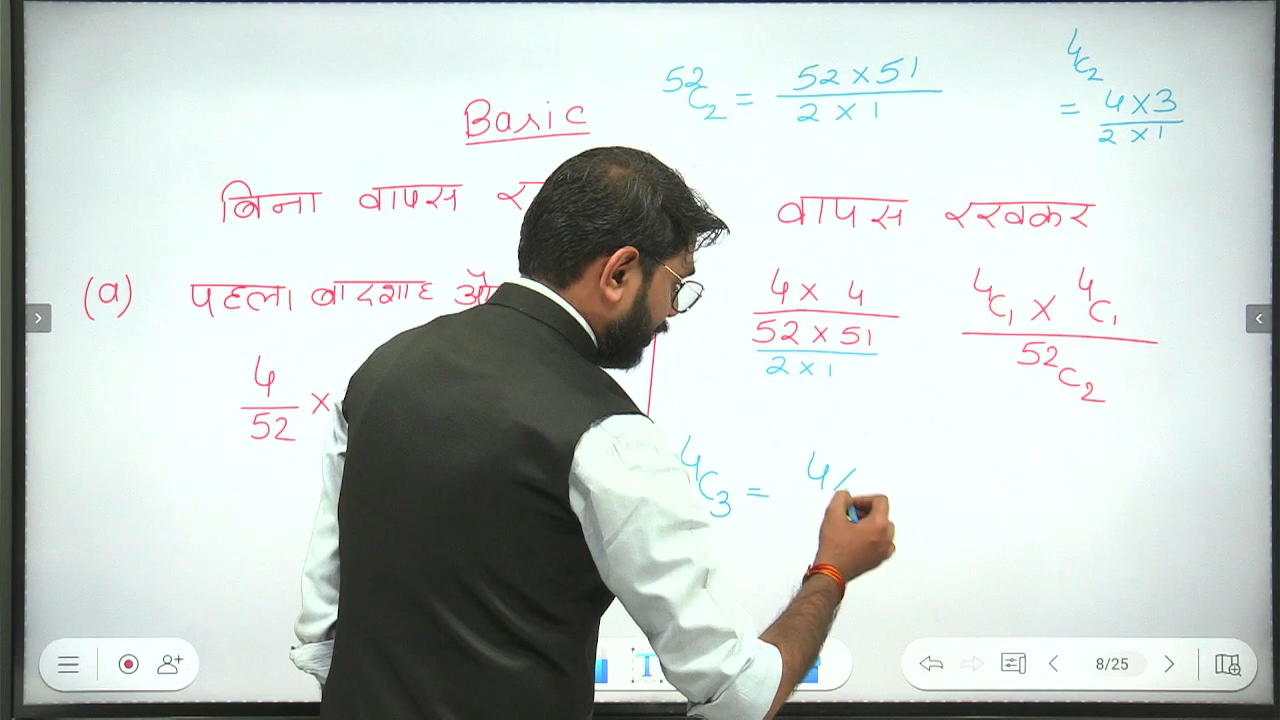 ⁵²C₂ = 52 × 51 / 2 × 1
⁴C₂
= 4 × 3 / 2 × 1
Basic
बिना वापस र
वापस रखकर
(a) पहला बादशाह औ
4 / 52 ×
4 × 4 / 52 × 51 / 2 × 1
⁴C₁ × ⁴C₁ / ⁵²C₂
⁴C₃ = 4
8/25